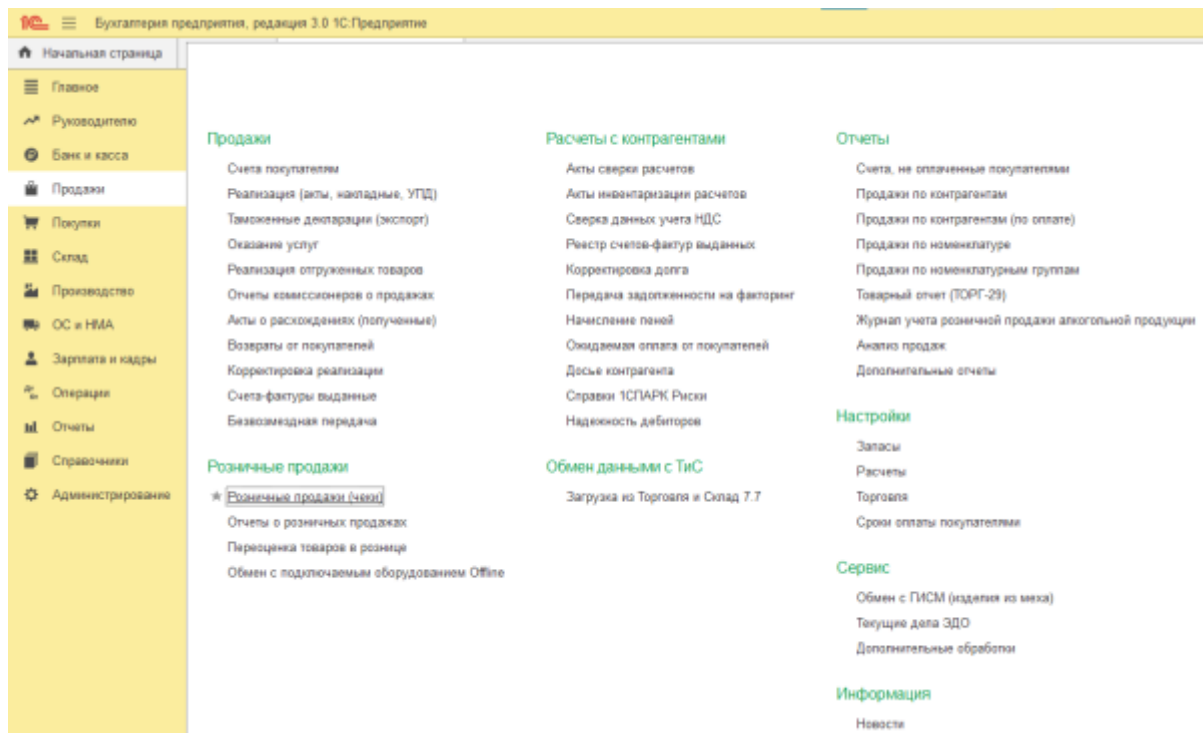 1С Бухгалтерия предприятия, редакция 3.0 1С:Предприятие
Начальная страница
Главное
Руководителю
Банк и касса
Продажи
Покупки
Склад
Производство
ОС и НМА
Зарплата и кадры
Операции
Отчеты
Справочники
Администрирование
Продажи
Счета покупателям
Реализация (акты, накладные, УПД)
Таможенные декларации (экспорт)
Оказание услуг
Реализация отгруженных товаров
Отчеты комиссионеров о продажах
Акты о расхождениях (полученные)
Возвраты от покупателей
Корректировка реализации
Счета-фактуры выданные
Безвозмездная передача
Розничные продажи
Розничные продажи (чеки)
Отчеты о розничных продажах
Переоценка товаров в рознице
Обмен с подключаемым оборудованием Offline
Расчеты с контрагентами
Акты сверки расчетов
Акты инвентаризации расчетов
Сверка данных учета НДС
Реестр счетов-фактур выданных
Корректировка долга
Передача задолженности на факторинг
Начисление пеней
Ожидаемая оплата от покупателей
Досье контрагента
Справки 1СПАРК Риски
Надежность дебиторов
Обмен данными с ТиС
Загрузка из Торговля и Склад 7.7
Отчеты
Счета, не оплаченные покупателями
Продажи по контрагентам
Продажи по контрагентам (по оплате)
Продажи по номенклатуре
Продажи по номенклатурным группам
Товарный отчет (ТОРГ-29)
Журнал учета розничной продажи алкогольной продукции
Анализ продаж
Дополнительные отчеты
Настройки
Запасы
Расчеты
Торговля
Сроки оплаты покупателями
Сервис
Обмен с ГИСМ (изделия из меха)
Текущие дела ЭДО
Дополнительные обработки
Информация
Новости